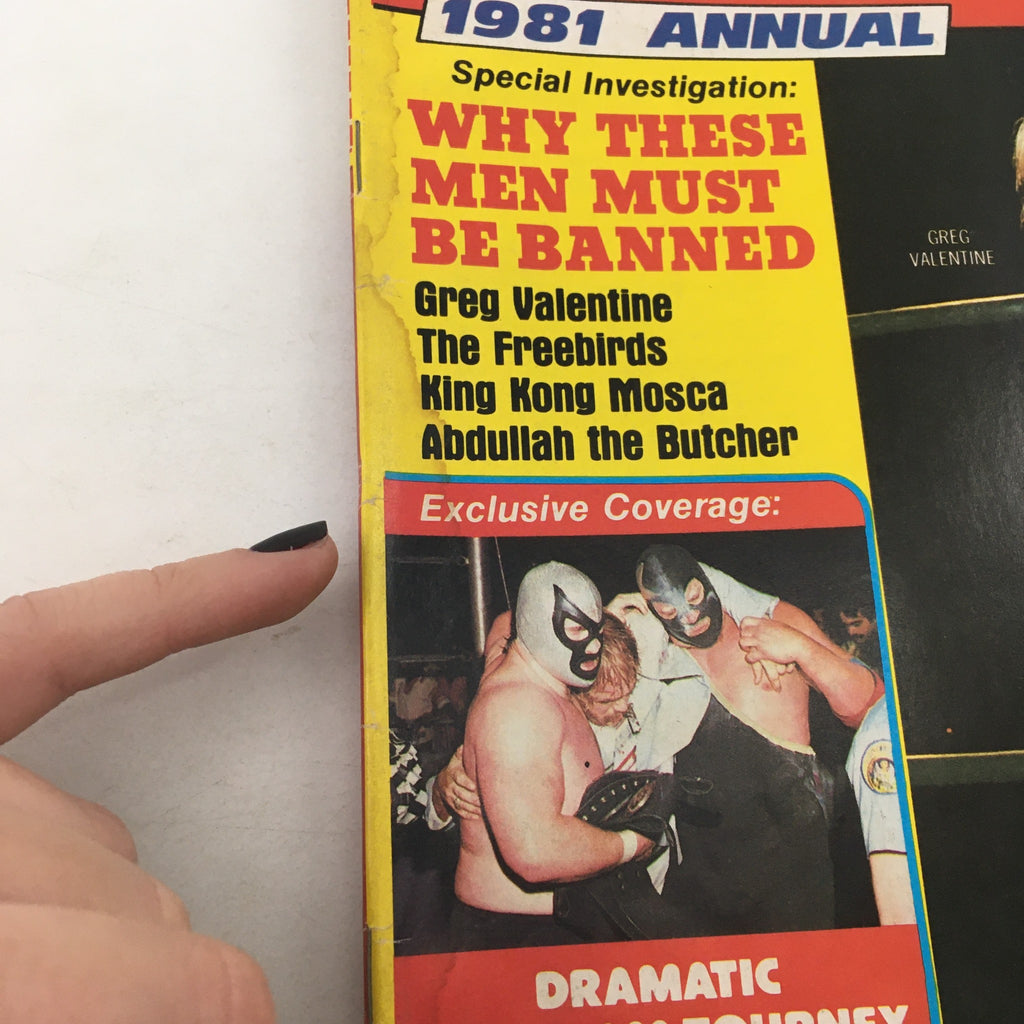 1981 ANNUAL
Special Investigation:
WHY THESE
MEN MUST
BE BANNED
Greg Valentine
The Freebirds
King Kong Mosca
Abdullah the Butcher
GREG
VALENTINE
Exclusive Coverage:
DRAMATIC
TOURNEY